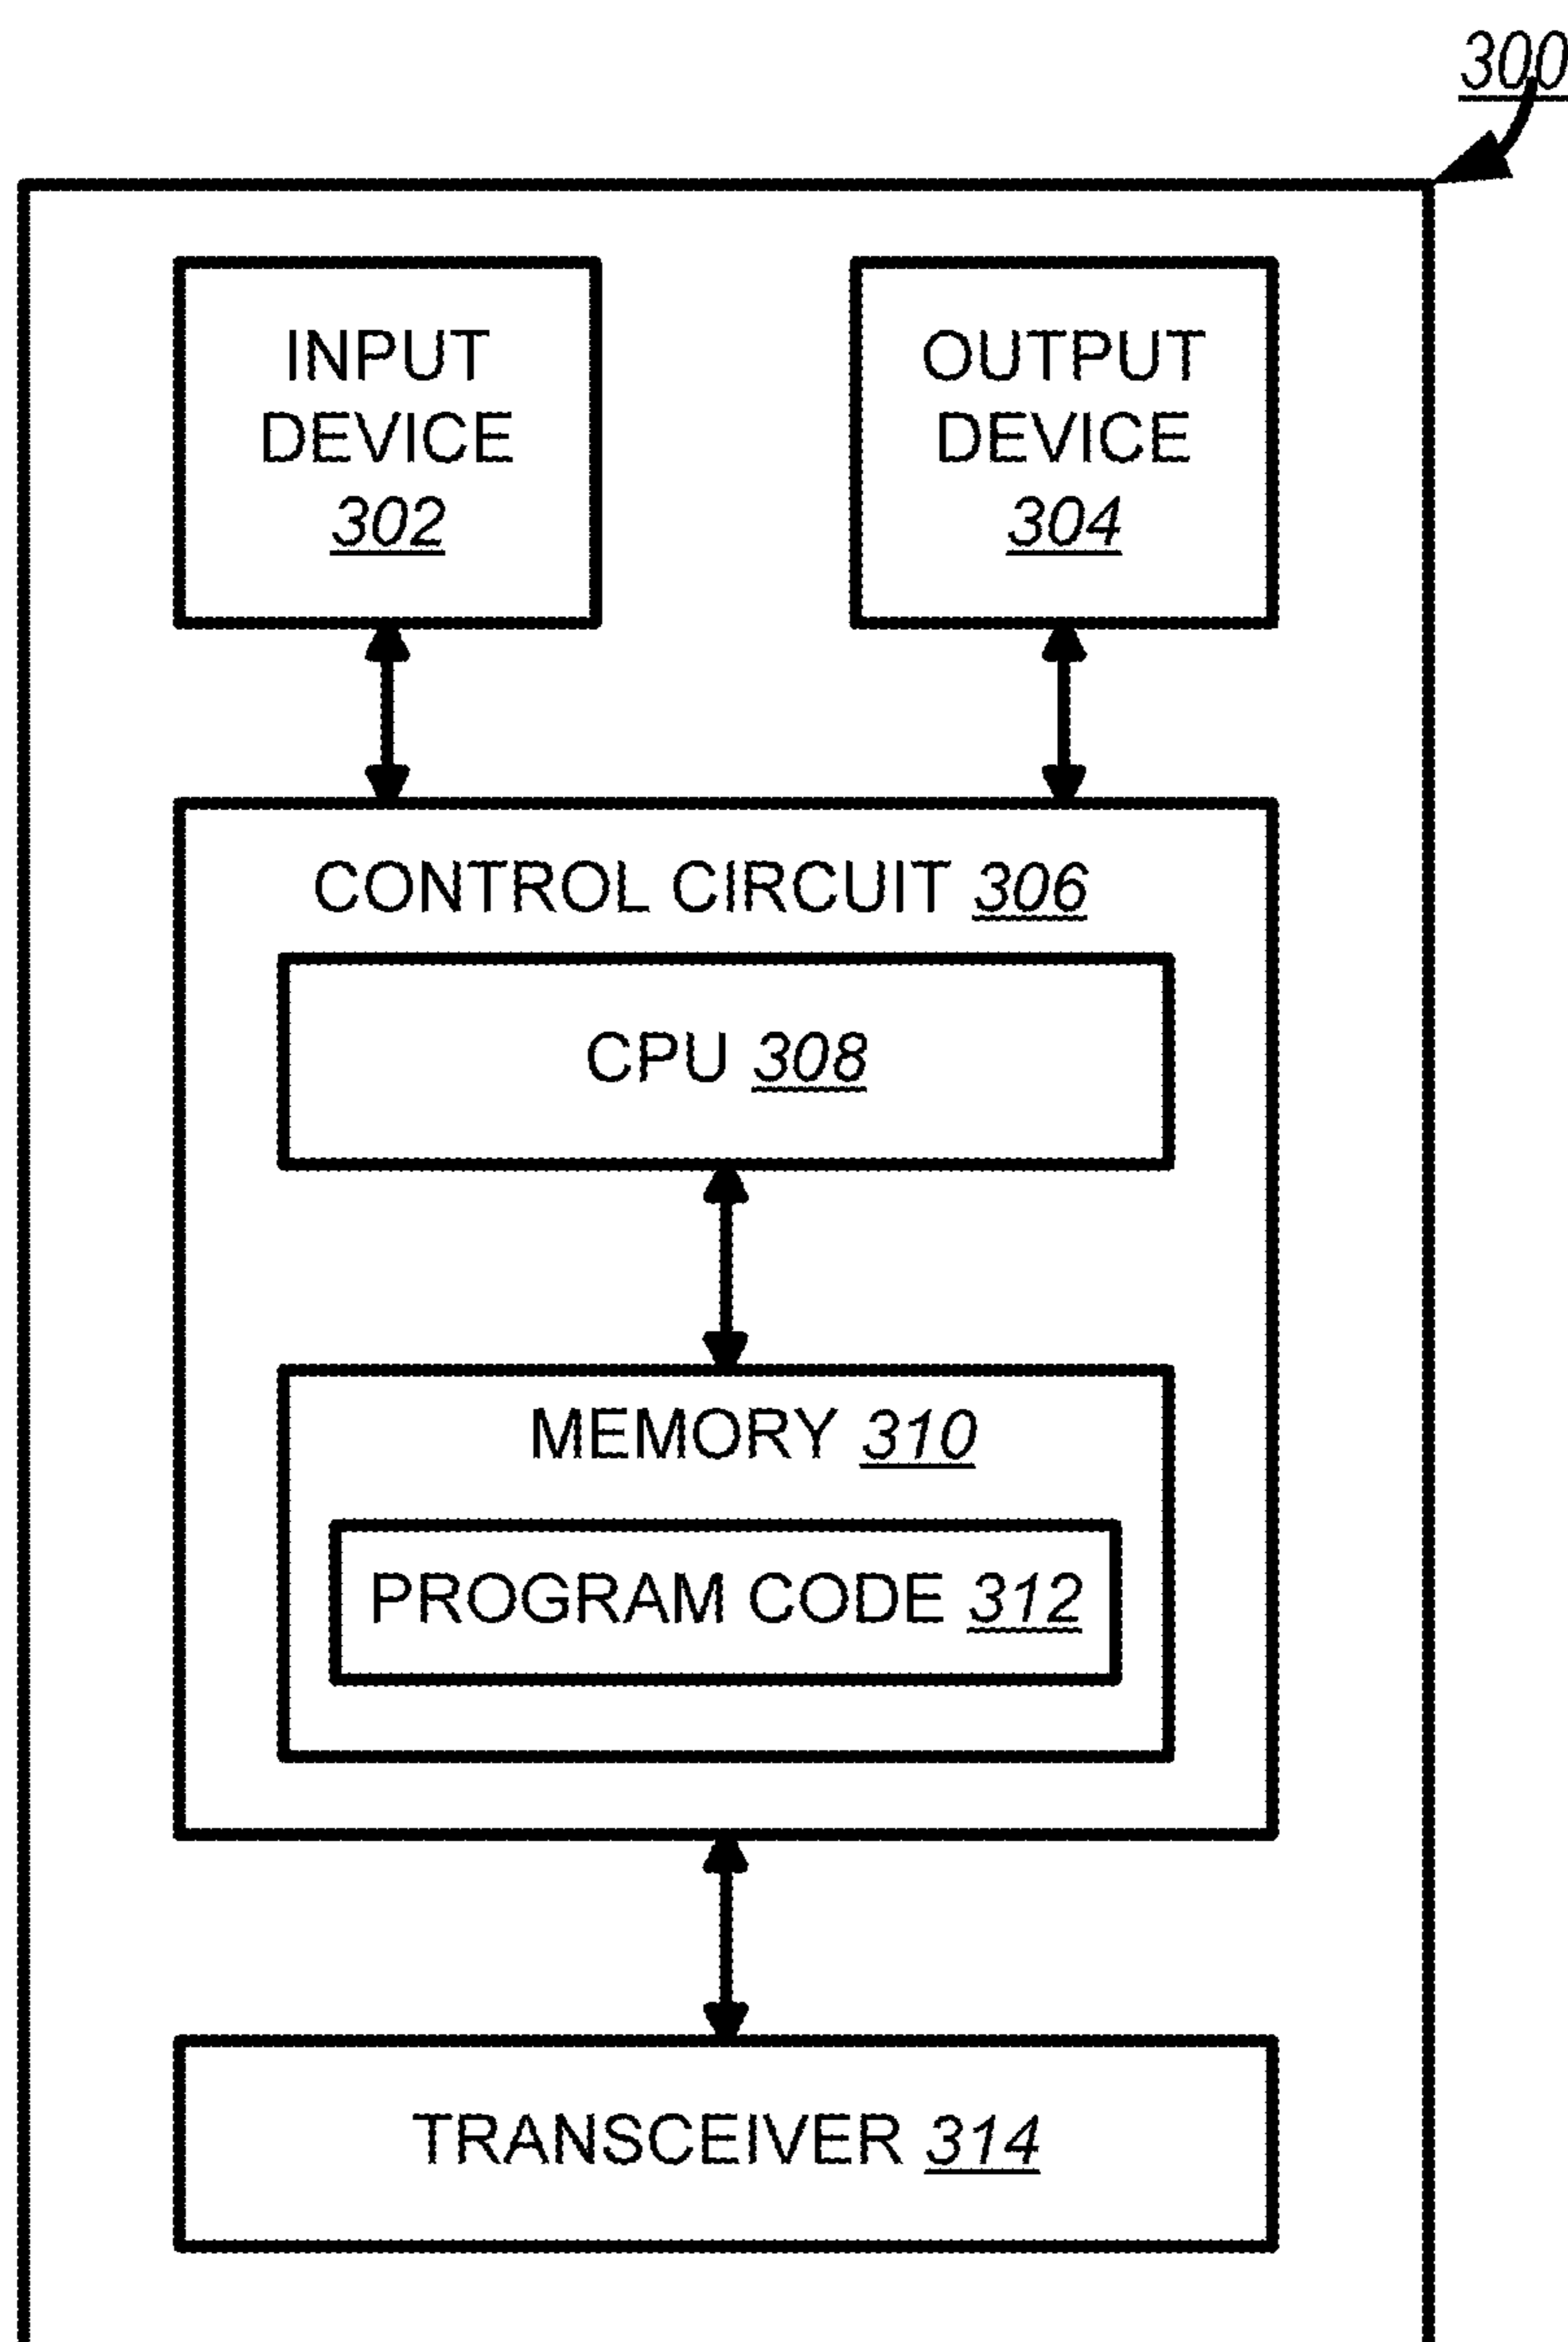 300
INPUT
DEVICE
302
OUTPUT
DEVICE
304
CONTROL CIRCUIT 306
CPU 308
MEMORY 310
PROGRAM CODE 312
TRANSCEIVER 314